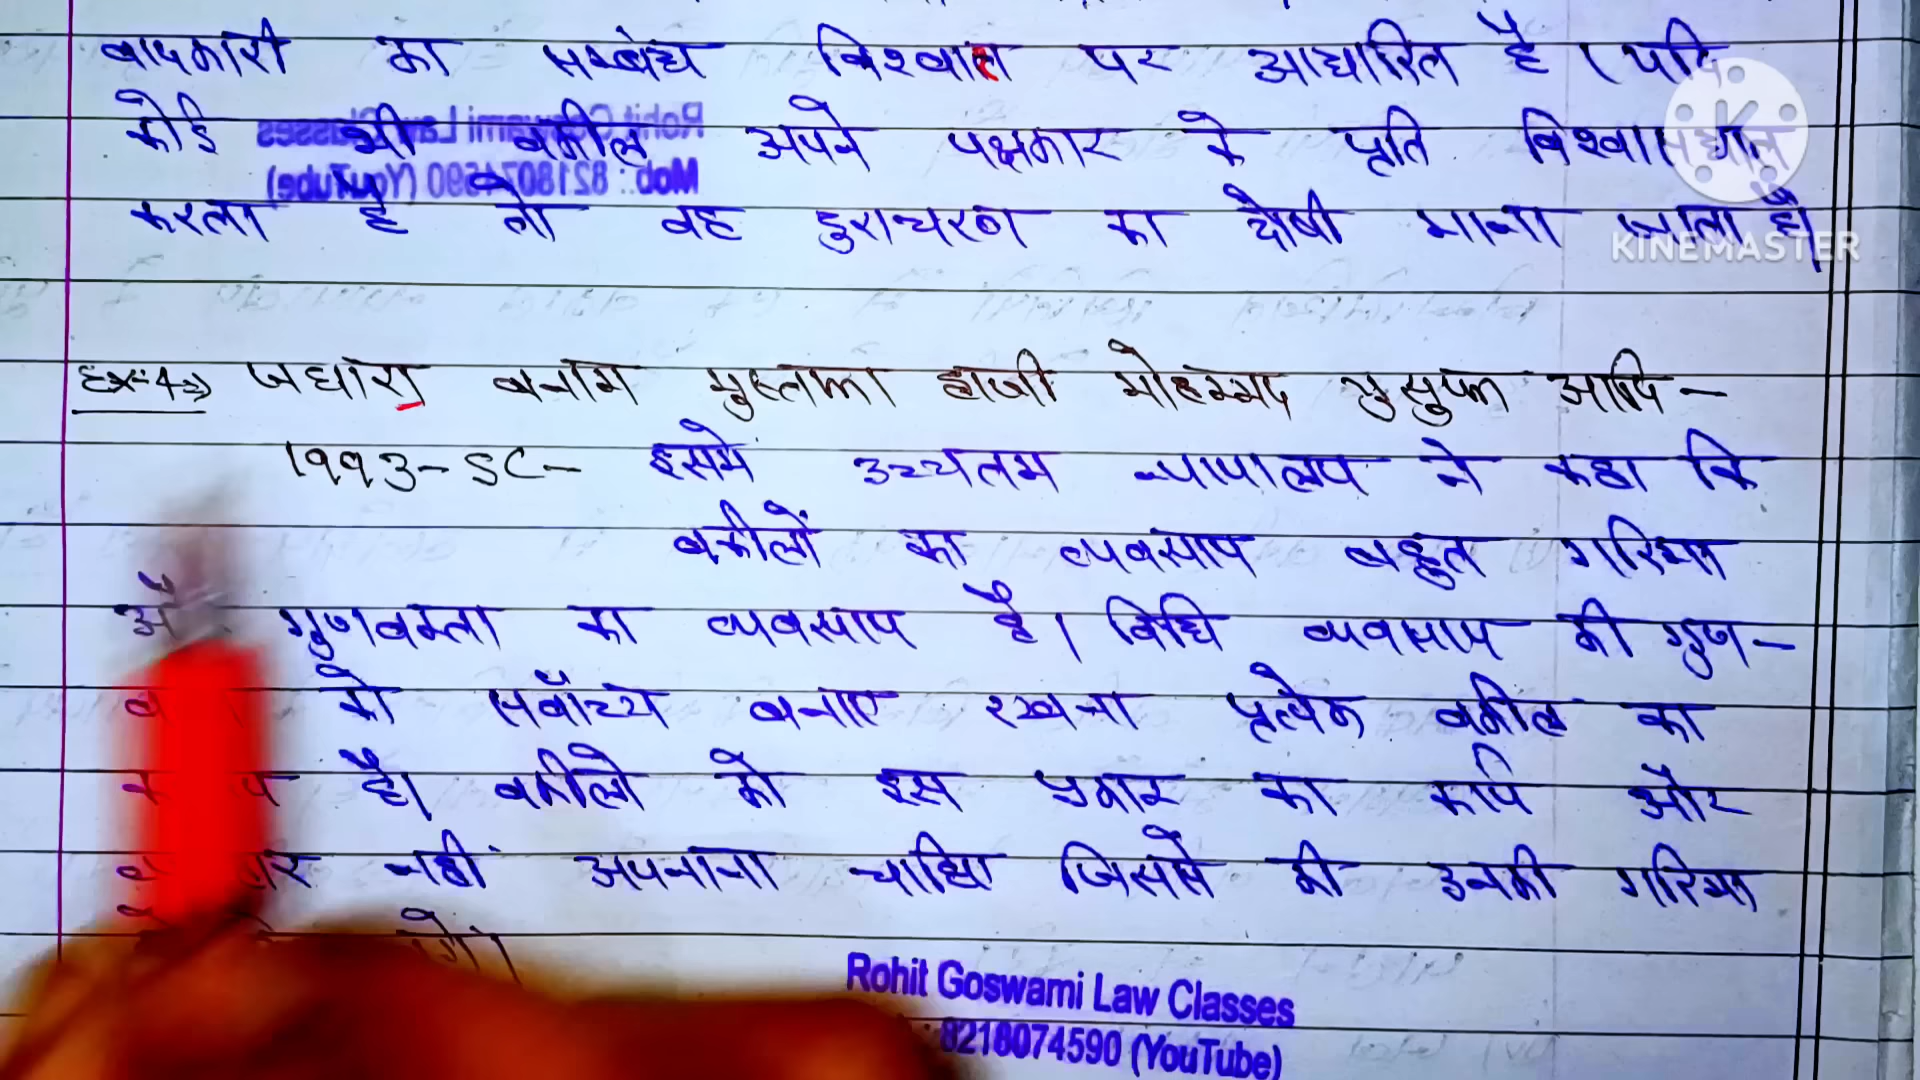 वादकारी का सम्बंध विश्वास पर आधारित है । यदि
कोई भी वकील अपने पक्षकार के प्रति विश्वासघात
करता है तो वह दुराचरण का दोषी माना जाता है।
KINEMASTER
Ex-4⇒ बनाम मुस्तफा हाजी मोहम्मद युसुफ आदि -
1993- SC- इसमे उच्चतम न्यायालय ने कहा कि
वकीलों का व्यवसाय बहुत गरिमा
गुणवत्ता का व्यवसाय है । विधि व्यवसाय की गुण-
को सर्वोच्च बनाए रखना प्रत्येक वकील का
है। वकीलो को इस प्रकार का कार्य और
नहीं अपनाना चाहिए जिससे की उनकी गरिमा
Rohit Goswami Law Classes
: 8218074590 (YouTube)